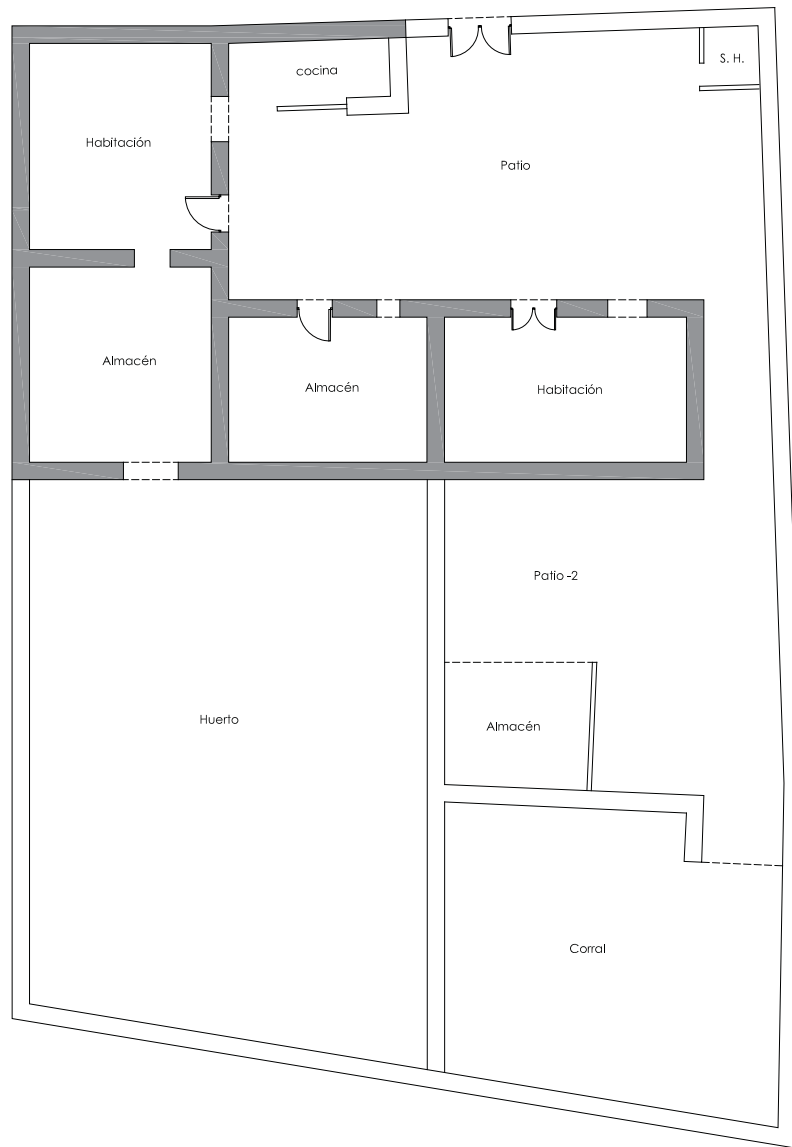 cocina
S. H.
Habitación
Patio
Almacén
Almacén
Habitación
Patio -2
Huerto
Almacén
Corral